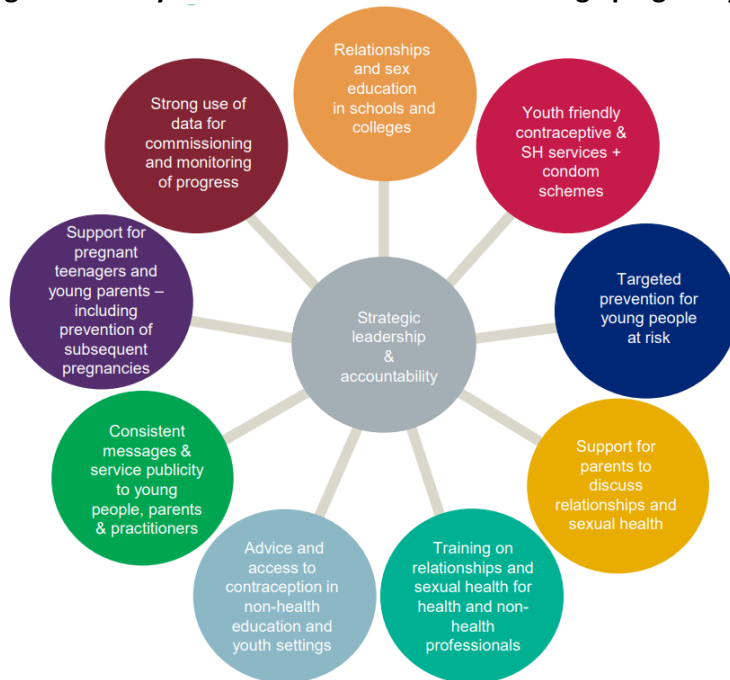 Relationships
and sex
education
in schools and
colleges
Youth friendly
contraceptive &
SH services +
condom
schemes
Targeted
prevention for
young people
at risk
Support for
parents to
discuss
relationships and
sexual health
Training on
relationships and
sexual health for
health and non-
health
professionals
Advice and
access to
contraception in
non-health
education and
youth settings
Consistent
messages &
service publicity
to young
people, parents
& practitioners
Support for
pregnant
teenagers and
young parents –
including
prevention of
subsequent
pregnancies
Strong use of
data for
commissioning
and monitoring
of progress
Strategic
leadership
&
accountability